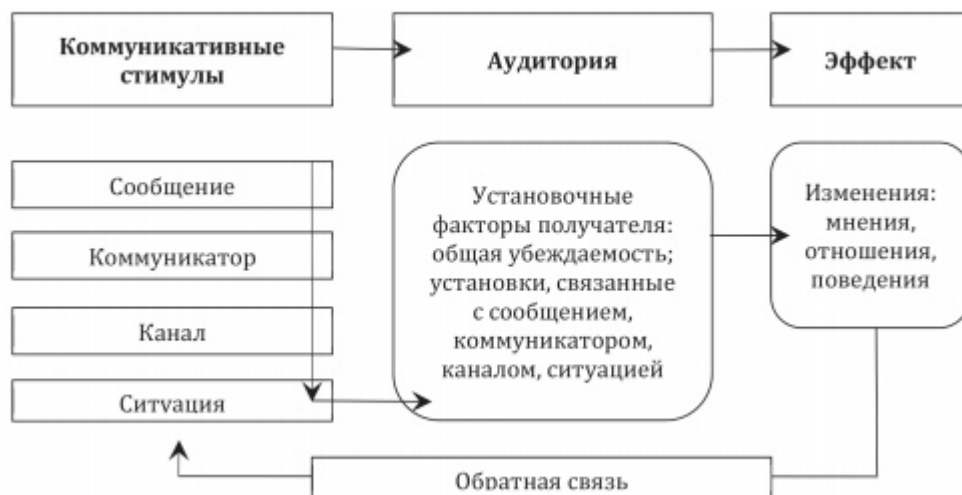 Коммуникативные
стимулы
Аудитория
Эффект
Сообщение
Коммуникатор
Канал
Ситуация
Установочные
факторы получателя:
общая убеждаемость;
установки, связанные
с сообщением,
коммуникатором,
каналом, ситуацией
Изменения:
мнения,
отношения,
поведения
Обратная связь